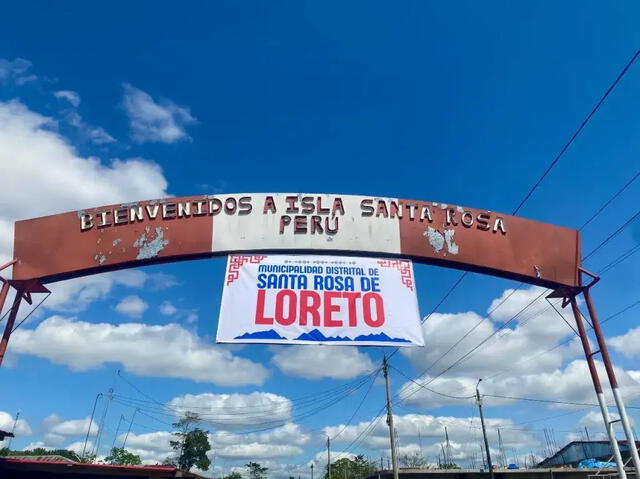 BIENVENIDOS A ISLA SANTA ROSA
PERÚ
MUNICIPALIDAD DISTRITAL DE
SANTA ROSA DE
LORETO